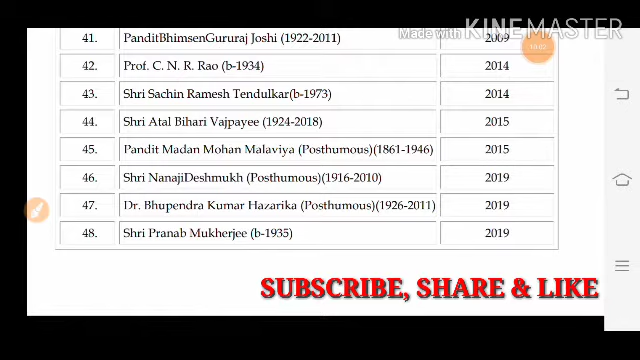 Made with KINEMASTER
41. PanditBhimsenGururaj Joshi (1922-2011) 2009
10:02
42. Prof. C. N. R. Rao (b-1934) 2014
43. Shri Sachin Ramesh Tendulkar(b-1973) 2014
44. Shri Atal Bihari Vajpayee (1924-2018) 2015
45. Pandit Madan Mohan Malaviya (Posthumous)(1861-1946) 2015
46. Shri NanajiDeshmukh (Posthumous)(1916-2010) 2019
47. Dr. Bhupendra Kumar Hazarika (Posthumous)(1926-2011) 2019
48. Shri Pranab Mukherjee (b-1935) 2019
SUBSCRIBE, SHARE & LIKE